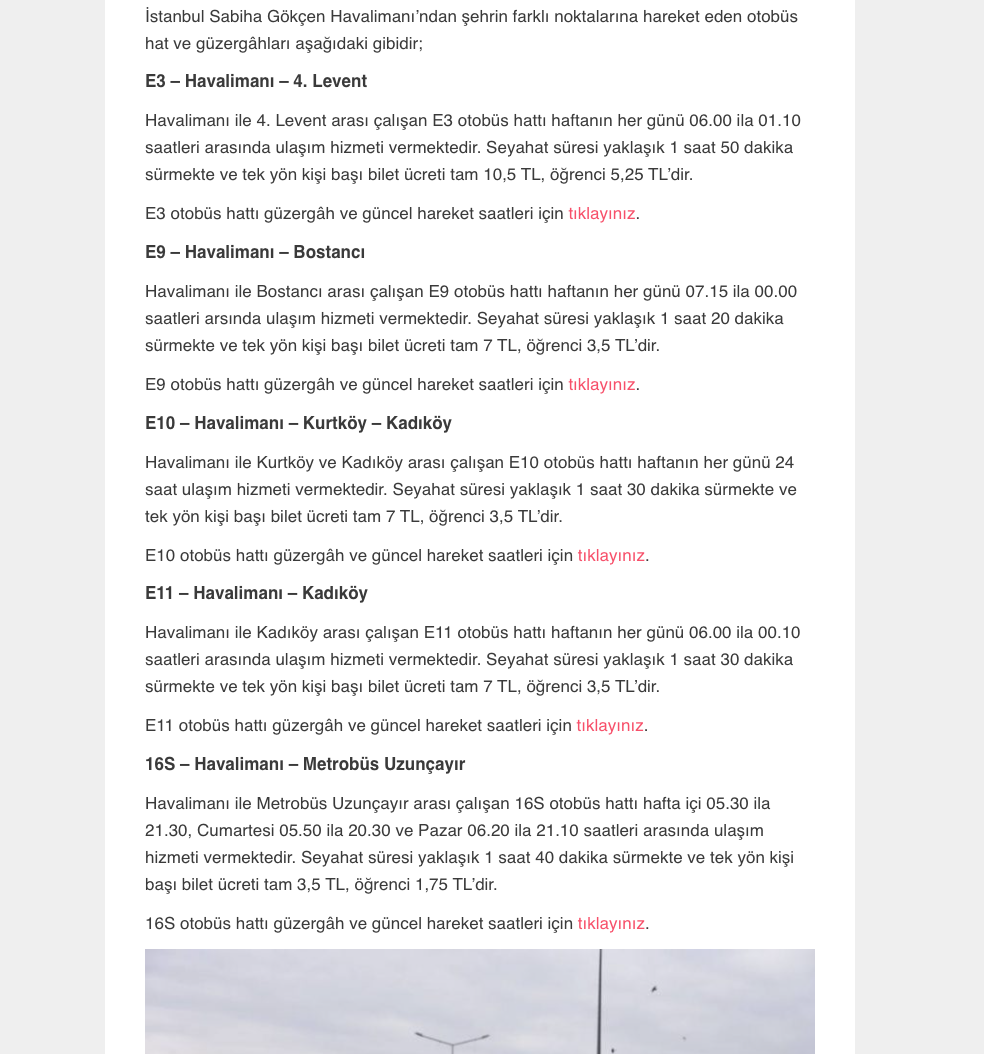 İstanbul Sabiha Gökçen Havalimanı’ndan şehrin farklı noktalarına hareket eden otobüs
hat ve güzergâhları aşağıdaki gibidir;
E3 – Havalimanı – 4. Levent
Havalimanı ile 4. Levent arası çalışan E3 otobüs hattı haftanın her günü 06.00 ila 01.10
saatleri arasında ulaşım hizmeti vermektedir. Seyahat süresi yaklaşık 1 saat 50 dakika
sürmekte ve tek yön kişi başı bilet ücreti tam 10,5 TL, öğrenci 5,25 TL’dir.
E3 otobüs hattı güzergâh ve güncel hareket saatleri için tıklayınız.
E9 – Havalimanı – Bostancı
Havalimanı ile Bostancı arası çalışan E9 otobüs hattı haftanın her günü 07.15 ila 00.00
saatleri arsında ulaşım hizmeti vermektedir. Seyahat süresi yaklaşık 1 saat 20 dakika
sürmekte ve tek yön kişi başı bilet ücreti tam 7 TL, öğrenci 3,5 TL’dir.
E9 otobüs hattı güzergâh ve güncel hareket saatleri için tıklayınız.
E10 – Havalimanı – Kurtköy – Kadıköy
Havalimanı ile Kurtköy ve Kadıköy arası çalışan E10 otobüs hattı haftanın her günü 24
saat ulaşım hizmeti vermektedir. Seyahat süresi yaklaşık 1 saat 30 dakika sürmekte ve
tek yön kişi başı bilet ücreti tam 7 TL, öğrenci 3,5 TL’dir.
E10 otobüs hattı güzergâh ve güncel hareket saatleri için tıklayınız.
E11 – Havalimanı – Kadıköy
Havalimanı ile Kadıköy arası çalışan E11 otobüs hattı haftanın her günü 06.00 ila 00.10
saatleri arasında ulaşım hizmeti vermektedir. Seyahat süresi yaklaşık 1 saat 30 dakika
sürmekte ve tek yön kişi başı bilet ücreti tam 7 TL, öğrenci 3,5 TL’dir.
E11 otobüs hattı güzergâh ve güncel hareket saatleri için tıklayınız.
16S – Havalimanı – Metrobüs Uzunçayır
Havalimanı ile Metrobüs Uzunçayır arası çalışan 16S otobüs hattı hafta içi 05.30 ila
21.30, Cumartesi 05.50 ila 20.30 ve Pazar 06.20 ila 21.10 saatleri arasında ulaşım
hizmeti vermektedir. Seyahat süresi yaklaşık 1 saat 40 dakika sürmekte ve tek yön kişi
başı bilet ücreti tam 3,5 TL, öğrenci 1,75 TL’dir.
16S otobüs hattı güzergâh ve güncel hareket saatleri için tıklayınız.